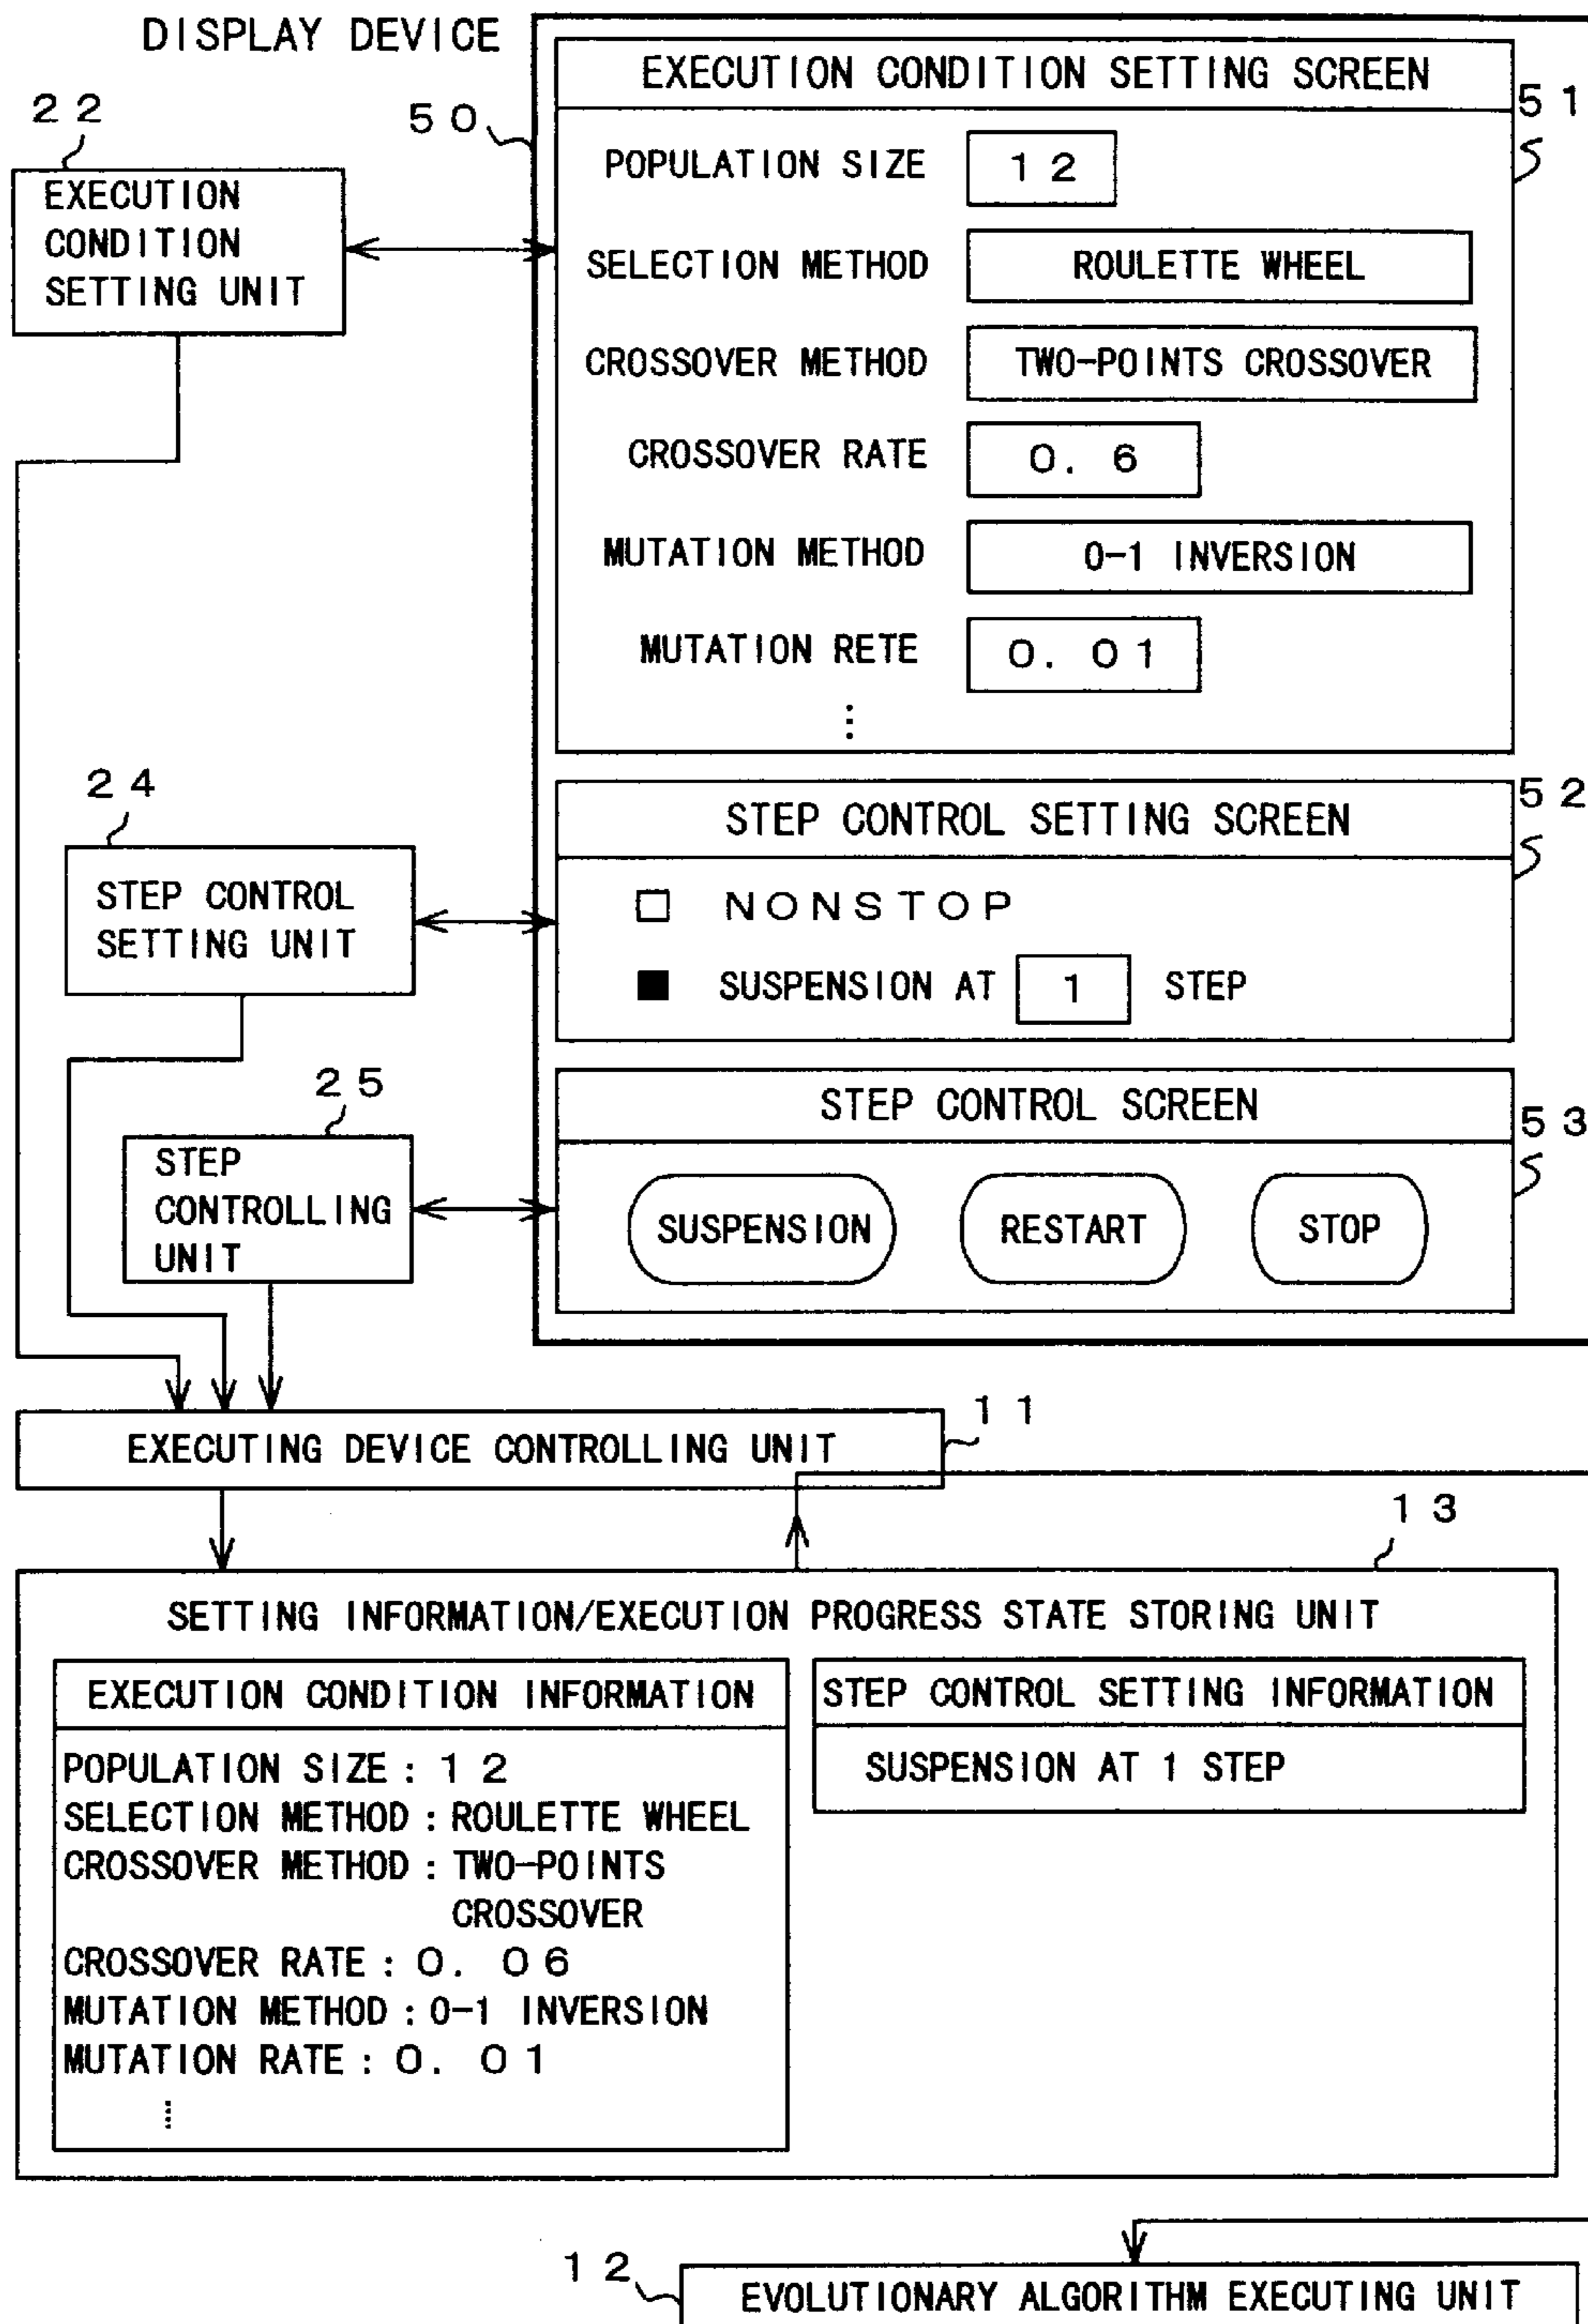 DISPLAY DEVICE
50
EXECUTION CONDITION SETTING SCREEN
51
POPULATION SIZE 12
SELECTION METHOD ROULETTE WHEEL
CROSSOVER METHOD TWO-POINTS CROSSOVER
CROSSOVER RATE 0. 6
MUTATION METHOD 0-1 INVERSION
MUTATION RETE 0. 01
⋮
22
EXECUTION
CONDITION
SETTING UNIT
STEP CONTROL SETTING SCREEN
52
□ NONSTOP
■ SUSPENSION AT 1 STEP
24
STEP CONTROL
SETTING UNIT
STEP CONTROL SCREEN
53
SUSPENSION RESTART STOP
25
STEP
CONTROLLING
UNIT
EXECUTING DEVICE CONTROLLING UNIT
11
13
SETTING INFORMATION/EXECUTION PROGRESS STATE STORING UNIT
EXECUTION CONDITION INFORMATION
POPULATION SIZE : 12
SELECTION METHOD : ROULETTE WHEEL
CROSSOVER METHOD : TWO-POINTS
CROSSOVER
CROSSOVER RATE : 0. 06
MUTATION METHOD : 0-1 INVERSION
MUTATION RATE : 0. 01
⋮
STEP CONTROL SETTING INFORMATION
SUSPENSION AT 1 STEP
12
EVOLUTIONARY ALGORITHM EXECUTING UNIT